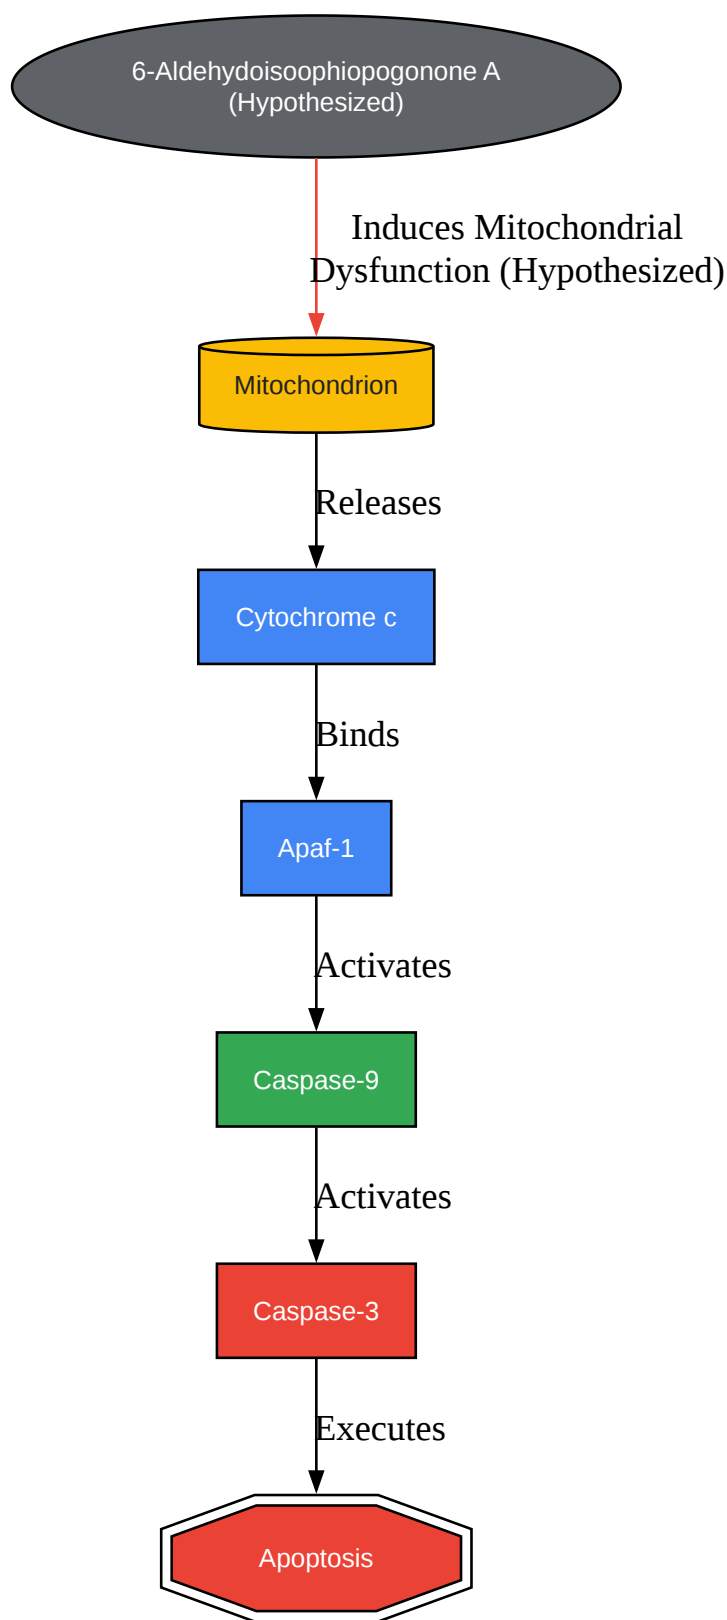 6-Aldehydoisoophiopogonone A
(Hypothesized)
Induces Mitochondrial
Dysfunction (Hypothesized)
Mitochondrion
Releases
Cytochrome c
Binds
Apaf-1
Activates
Caspase-9
Activates
Caspase-3
Executes
Apoptosis